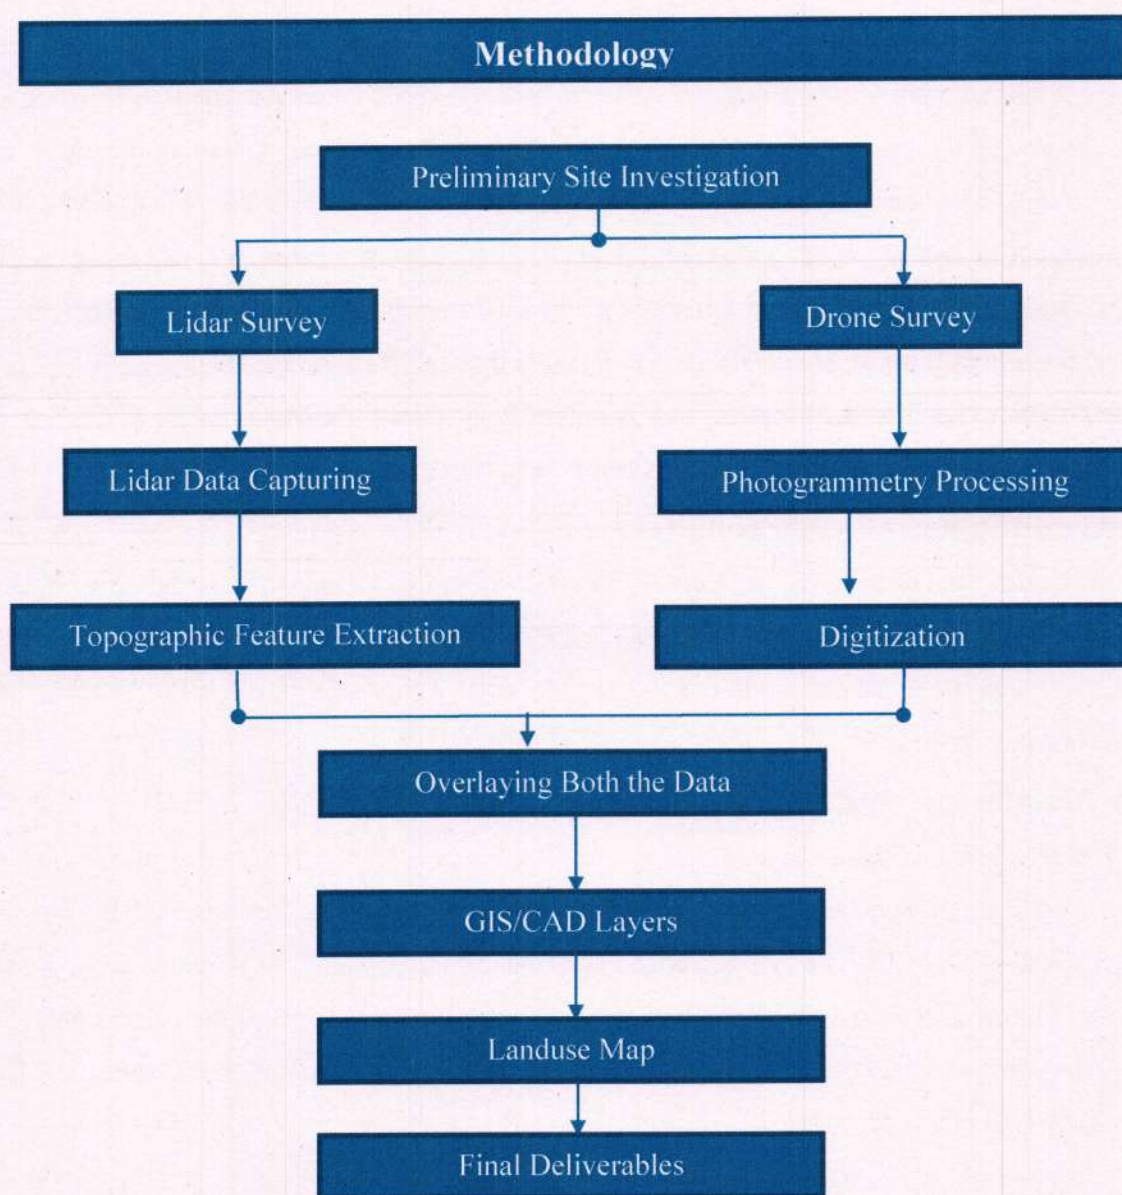 Methodology
Preliminary Site Investigation
Lidar Survey
Drone Survey
Lidar Data Capturing
Photogrammetry Processing
Topographic Feature Extraction
Digitization
Overlaying Both the Data
GIS/CAD Layers
Landuse Map
Final Deliverables